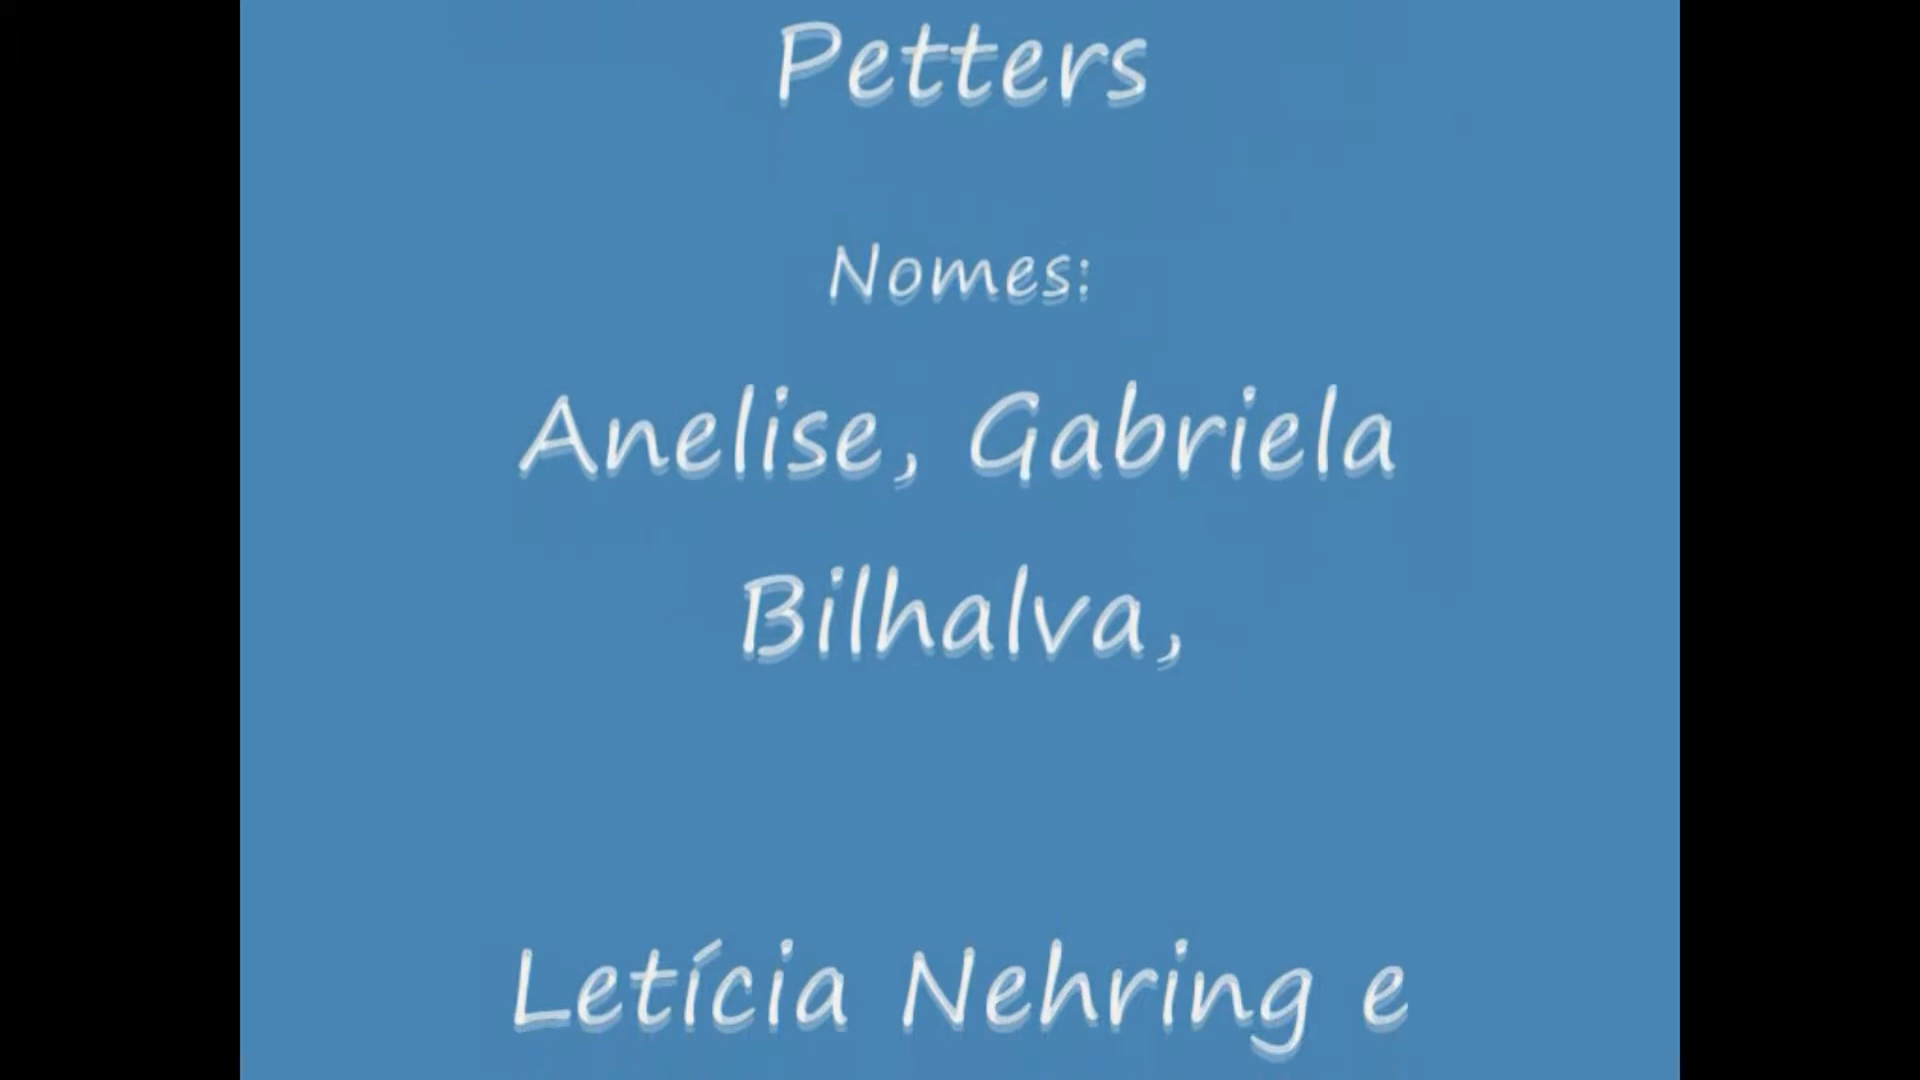 Petters
Nomes:
Anelise, Gabriela
Bilhalva,
Letícia Nehring e